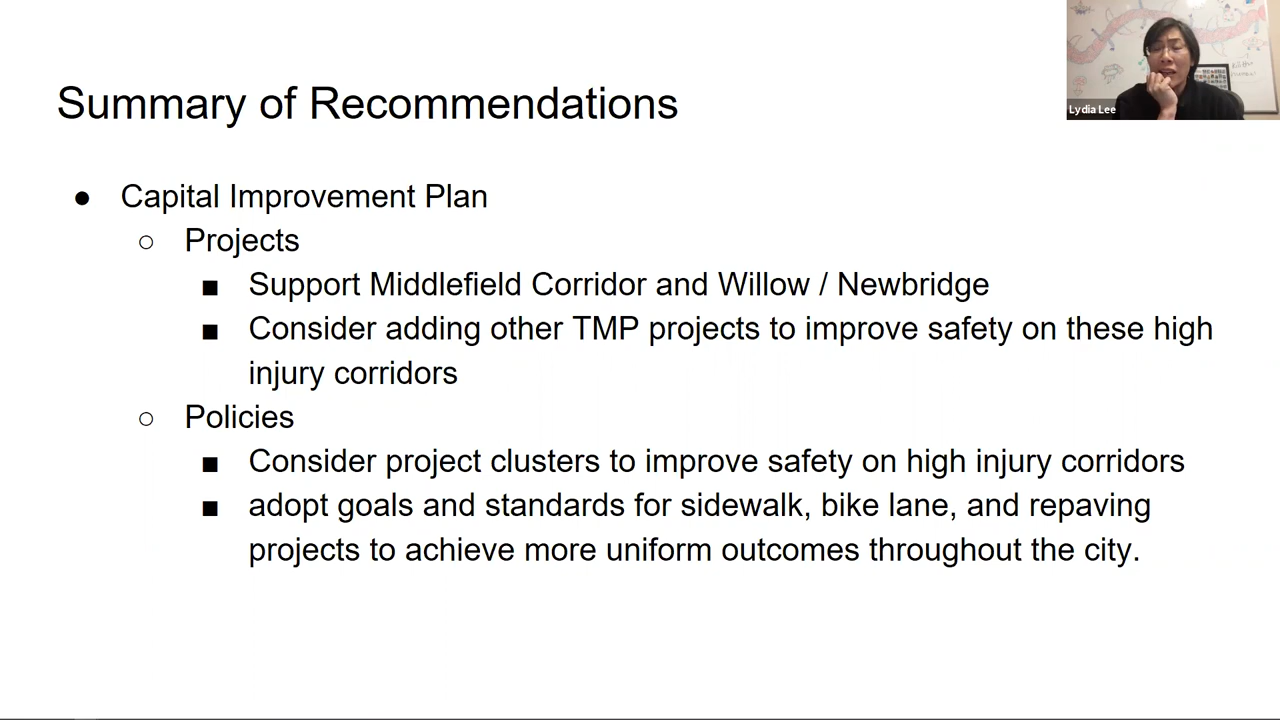 Summary of Recommendations
Lydia Lee
● Capital Improvement Plan
○ Projects
■ Support Middlefield Corridor and Willow / Newbridge
■ Consider adding other TMP projects to improve safety on these high
injury corridors
○ Policies
■ Consider project clusters to improve safety on high injury corridors
■ adopt goals and standards for sidewalk, bike lane, and repaving
projects to achieve more uniform outcomes throughout the city.